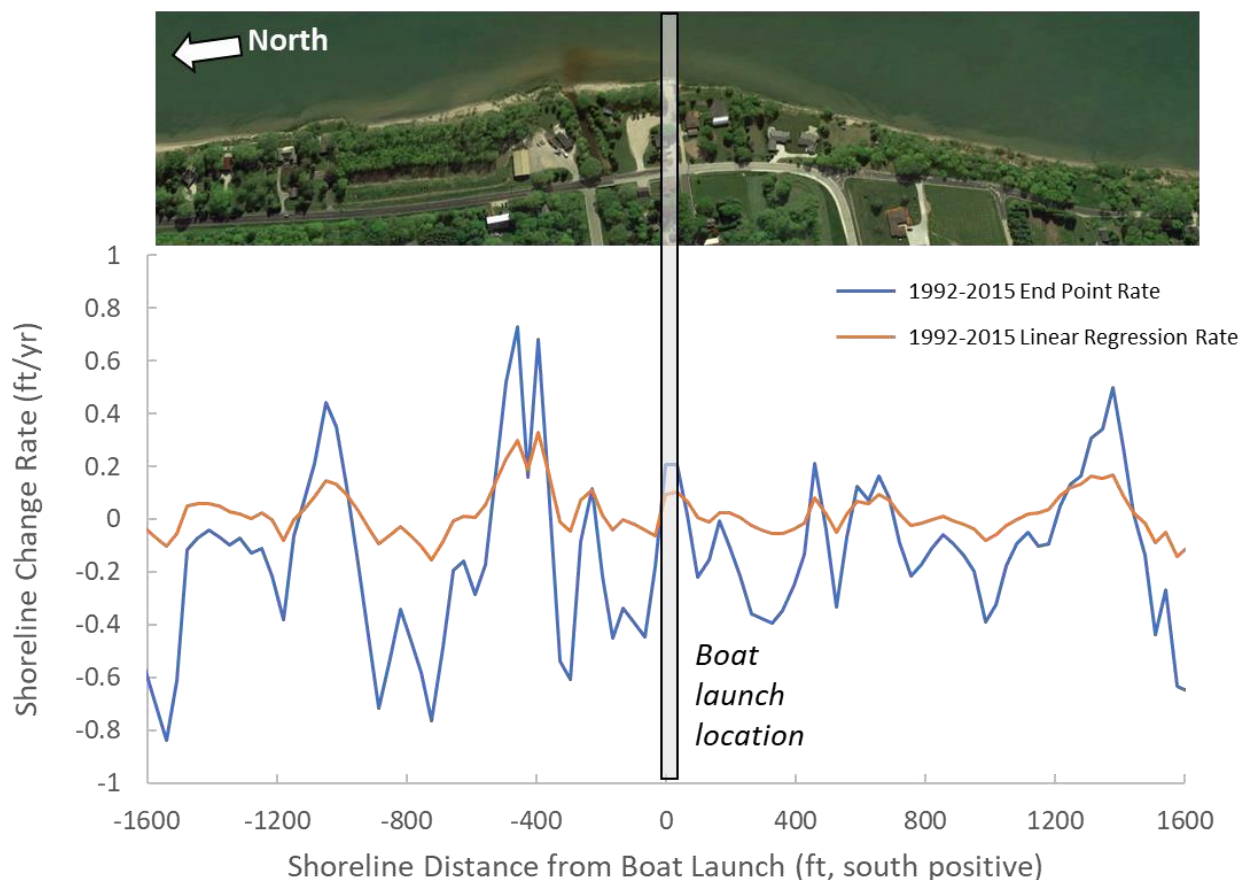 North
1
0.8
0.6
0.4
0.2
0
-0.2
-0.4
-0.6
-0.8
-1
Shoreline Change Rate (ft/yr)
1992-2015 End Point Rate
1992-2015 Linear Regression Rate
Boat
launch
location
-1600 -1200 -800 -400 0 400 800 1200 1600
Shoreline Distance from Boat Launch (ft, south positive)